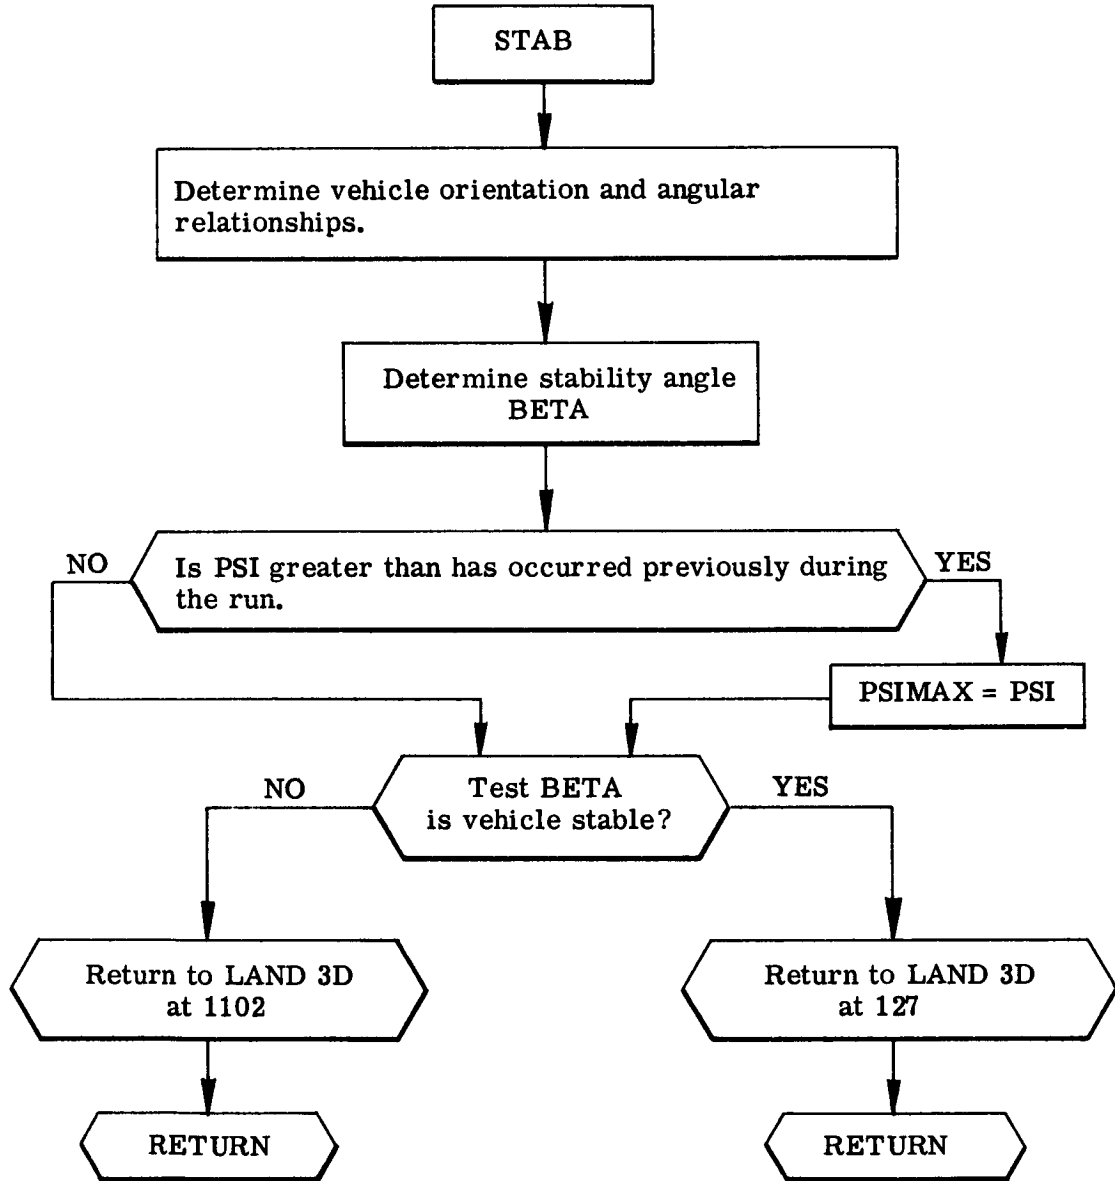 STAB
Determine vehicle orientation and angular
relationships.
Determine stability angle
BETA
NO
Is PSI greater than has occurred previously during
the run.
YES
PSIMAX = PSI
NO
Test BETA
is vehicle stable?
YES
Return to LAND 3D
at 1102
Return to LAND 3D
at 127
RETURN
RETURN